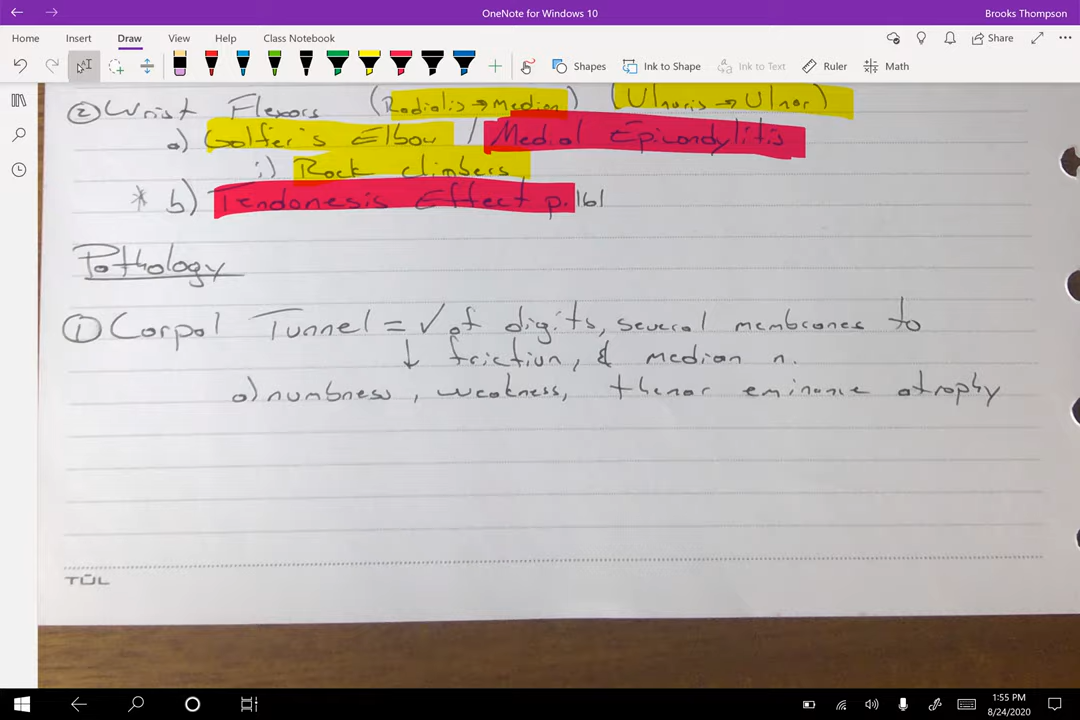 OneNote for Windows 10
Brooks Thompson
Home Insert Draw View Help Class Notebook
Share
Shapes Ink to Shape Ink to Text Ruler Math
② Wrist Flexors (Radialis → Median) (Ulnaris → Ulnar)
a) Golfer's Elbow / Medial Epicondylitis
i) Rock climbers
* b) Tendonesis Effect p. 161
Pathology
① Carpal Tunnel = ✓ of digits, several membranes to
↓ friction, & median n.
a) numbness, weakness, thenar eminance atrophy
TŪL
1:55 PM
8/24/2020